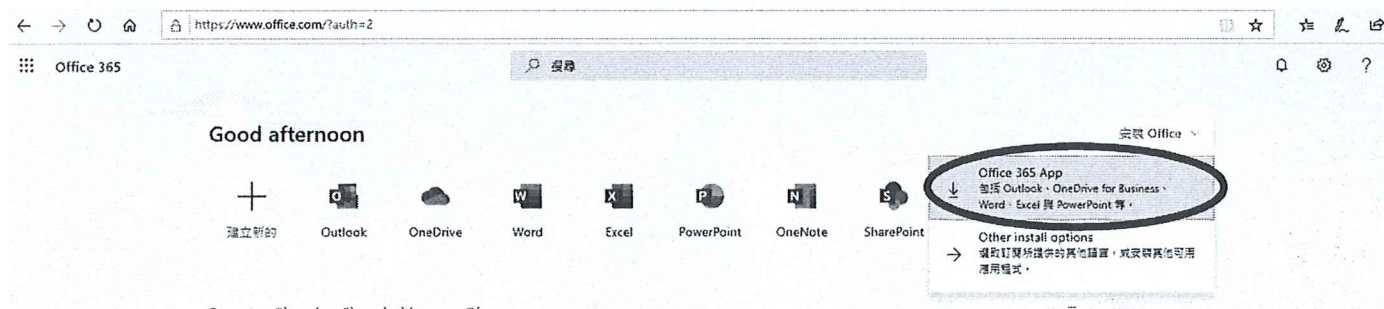 https://www.office.com/?auth=2
Office 365
搜尋
?
Good afternoon
安裝 Office
Office 365 App
包括 Outlook、OneDrive for Business、
Word、Excel 與 PowerPoint 等。
建立新的
Outlook
OneDrive
Word
Excel
PowerPoint
OneNote
SharePoint
Other install options
選取訂閱所提供的其他語言，或安裝其他可用
應用程式。